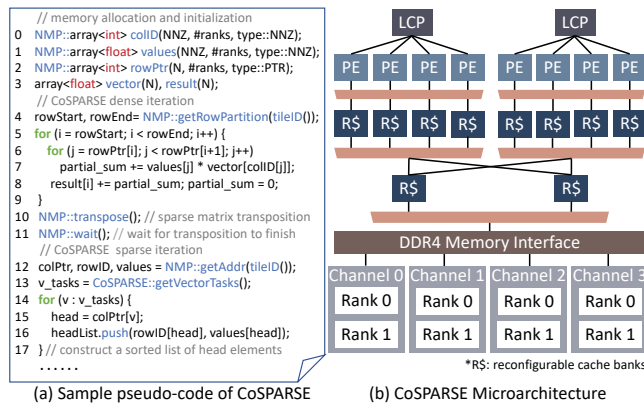 // memory allocation and initialization
0 NMP::array<int> colID(NNZ, #ranks, type::NNZ);
1 NMP::array<float> values(NNZ, #ranks, type::NNZ);
2 NMP::array<int> rowPtr(N, #ranks, type::PTR);
3 array<float> vector(N), result(N);
// CoSPARSE dense iteration
4 rowStart, rowEnd= NMP::getRowPartition(tileID());
5 for (i = rowStart; i < rowEnd; i++) {
6 for (j = rowPtr[i]; j < rowPtr[i+1]; j++)
7 partial_sum += values[j] * vector[colID[j]];
8 result[i] += partial_sum; partial_sum = 0;
9 }
10 NMP::transpose(); // sparse matrix transposition
11 NMP::wait(); // wait for transposition to finish
// CoSPARSE sparse iteration
12 colPtr, rowID, values = NMP::getAddr(tileID());
13 v_tasks = CoSPARSE::getVectorTasks();
14 for (v : v_tasks) {
15 head = colPtr[v];
16 headList.push(rowID[head], values[head]);
17 } // construct a sorted list of head elements
......
(a) Sample pseudo-code of CoSPARSE
LCP LCP
PE PE PE PE PE PE PE PE
R$ R$ R$ R$ R$ R$ R$ R$
R$ R$
DDR4 Memory Interface
Channel 0 Channel 1 Channel 2 Channel 3
Rank 0 Rank 0 Rank 0 Rank 0
Rank 1 Rank 1 Rank 1 Rank 1
*R$: reconfigurable cache banks
(b) CoSPARSE Microarchitecture